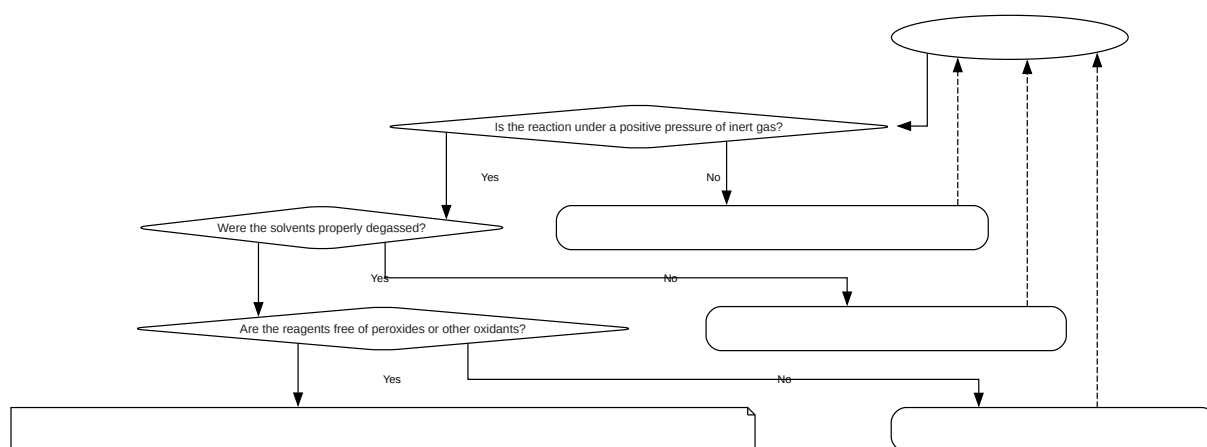 Is the reaction under a positive pressure of inert gas?
Yes
No
Were the solvents properly degassed?
Yes
No
Are the reagents free of peroxides or other oxidants?
Yes
No